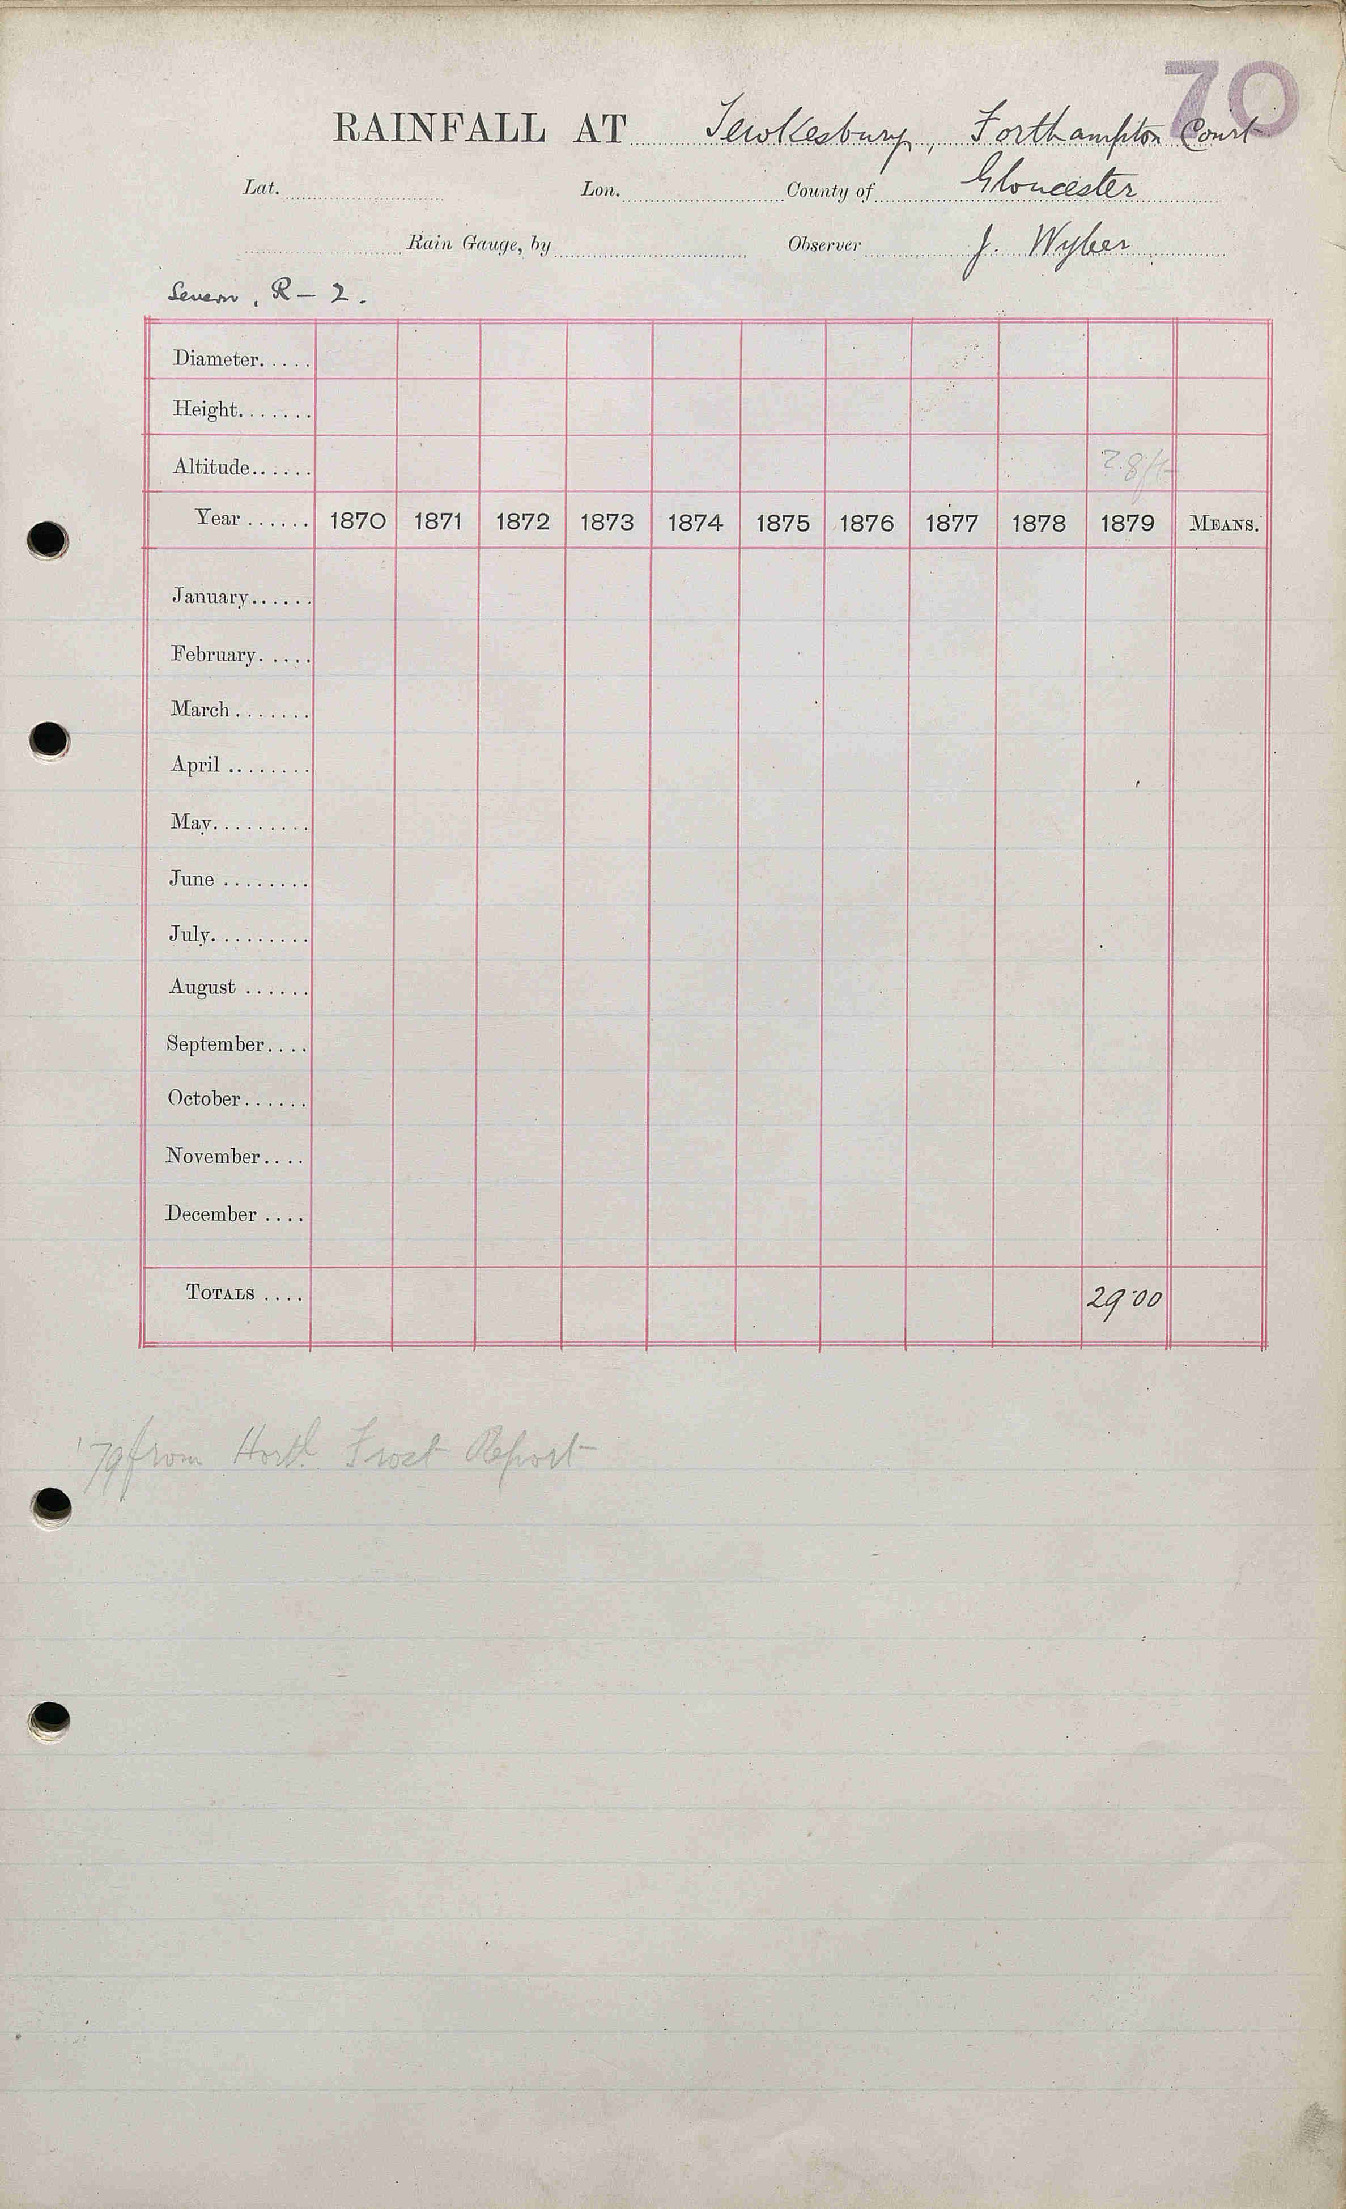 70
RAINFALL AT Tewkesbury, Forthampton Court
Lat. Lon. County of Gloucester
Rain Gauge, by Observer J. Wyber
Severn, R - 2.
Diameter.....
Height.......
Altitude...... 28ft
Year ...... 1870 1871 1872 1873 1874 1875 1876 1877 1878 1879 MEANS.
January......
February.....
March .......
April ........
May.........
June ........
July.........
August ......
September....
October......
November....
December ....
TOTALS .... 29.00
'79 from Hortl. Frost Report